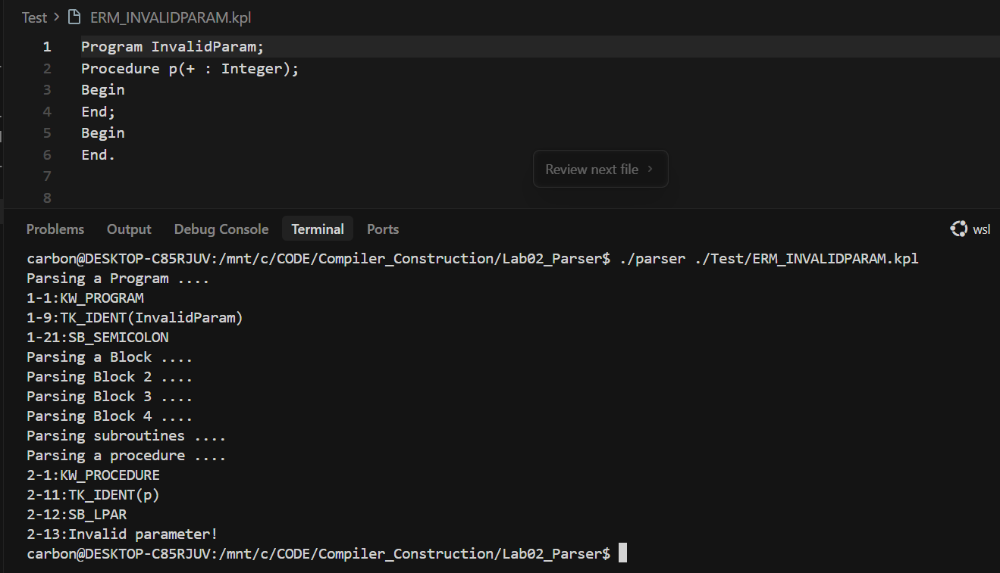 Test > ERM_INVALIDPARAM.kpl
1 Program InvalidParam;
2 Procedure p(+ : Integer);
3 Begin
4 End;
5 Begin
6 End.
7
8
Review next file >
Problems Output Debug Console Terminal Ports wsl
carbon@DESKTOP-C85RJUV:/mnt/c/CODE/Compiler_Construction/Lab02_Parser$ ./parser ./Test/ERM_INVALIDPARAM.kpl
Parsing a Program ....
1-1:KW_PROGRAM
1-9:TK_IDENT(InvalidParam)
1-21:SB_SEMICOLON
Parsing a Block ....
Parsing Block 2 ....
Parsing Block 3 ....
Parsing Block 4 ....
Parsing subroutines ....
Parsing a procedure ....
2-1:KW_PROCEDURE
2-11:TK_IDENT(p)
2-12:SB_LPAR
2-13:Invalid parameter!
carbon@DESKTOP-C85RJUV:/mnt/c/CODE/Compiler_Construction/Lab02_Parser$